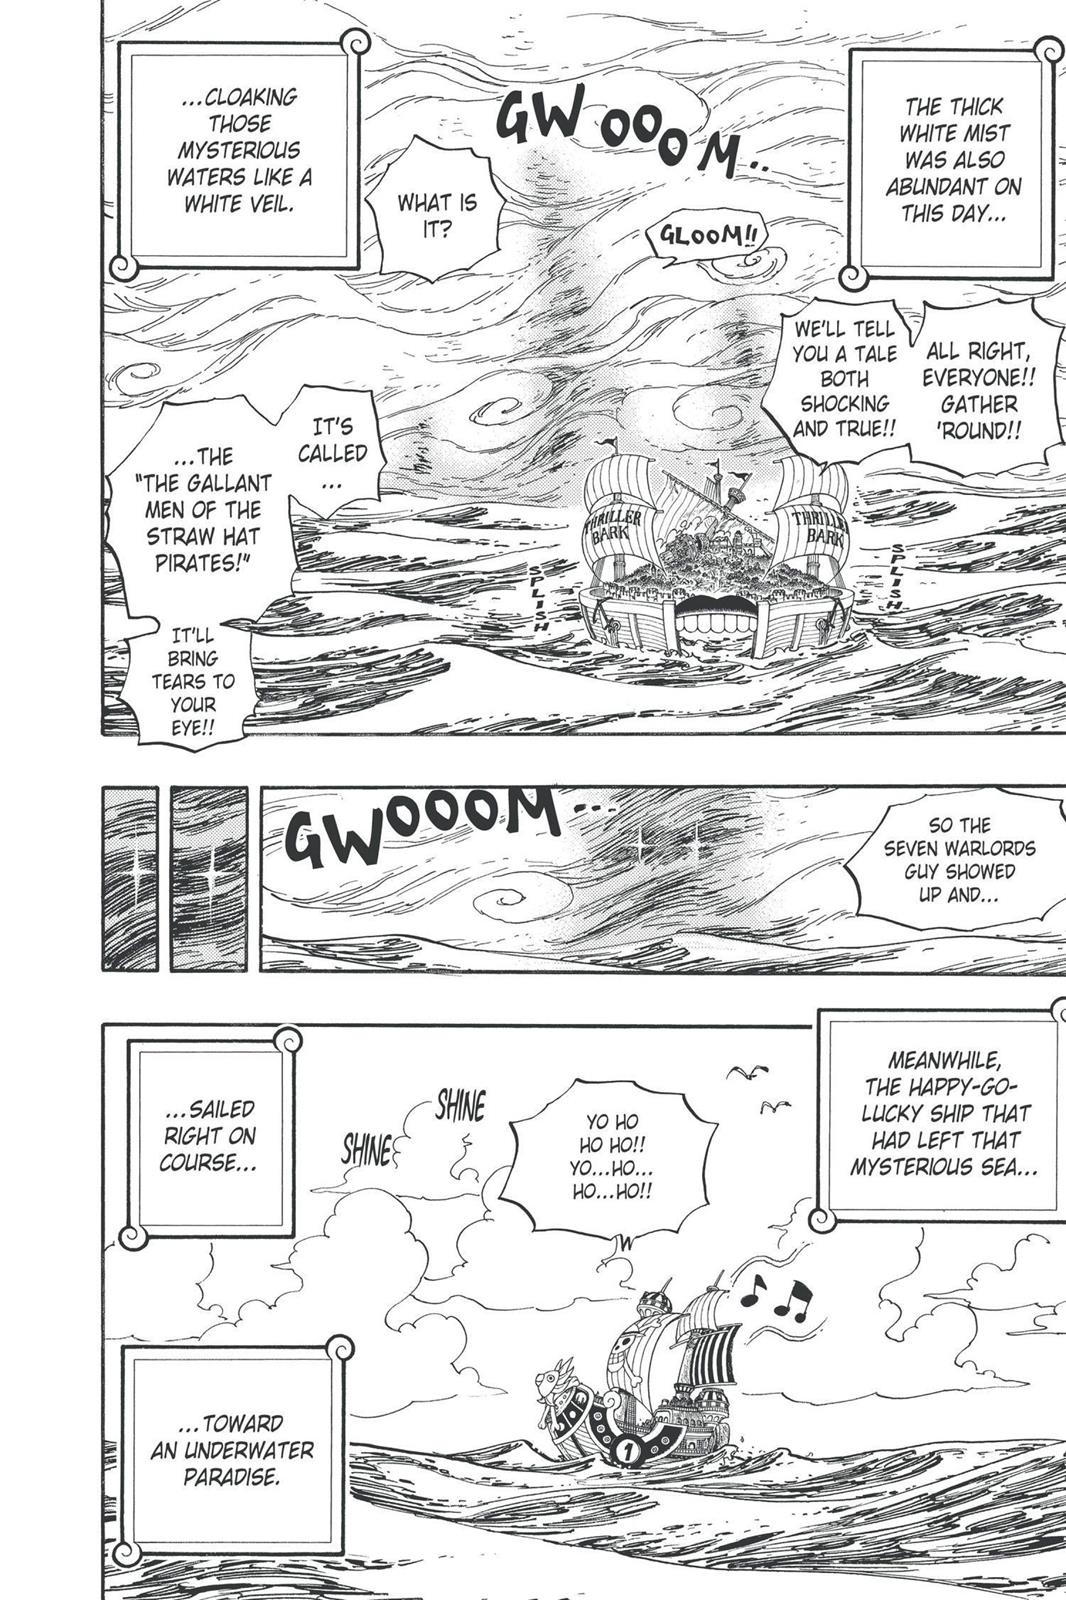 THE THICK
WHITE MIST
WAS ALSO
ABUNDANT ON
THIS DAY...
GWOOOM..
...CLOAKING
THOSE
MYSTERIOUS
WATERS LIKE A
WHITE VEIL.
GLOOM!!
WHAT IS
IT?
ALL RIGHT,
EVERYONE!!
GATHER
'ROUND!!
WE'LL TELL
YOU A TALE
BOTH
SHOCKING
AND TRUE!!
IT'S
CALLED
...
...THE
"THE GALLANT
MEN OF THE
STRAW HAT
PIRATES!"
THRILLER
BARK
THRILLE
BARK
SPLISH
SPLISH
IT'LL
BRING
TEARS TO
YOUR
EYE!!
SO THE
SEVEN WARLORDS
GUY SHOWED
UP AND...
GWOOOM...
MEANWHILE,
THE HAPPY-GO-
LUCKY SHIP THAT
HAD LEFT THAT
MYSTERIOUS SEA...
YO HO
HO HO!!
YO...HO...
HO...HO!!
SHINE
SHINE
...SAILED
RIGHT ON
COURSE...
1
...TOWARD
AN UNDERWATER
PARADISE.